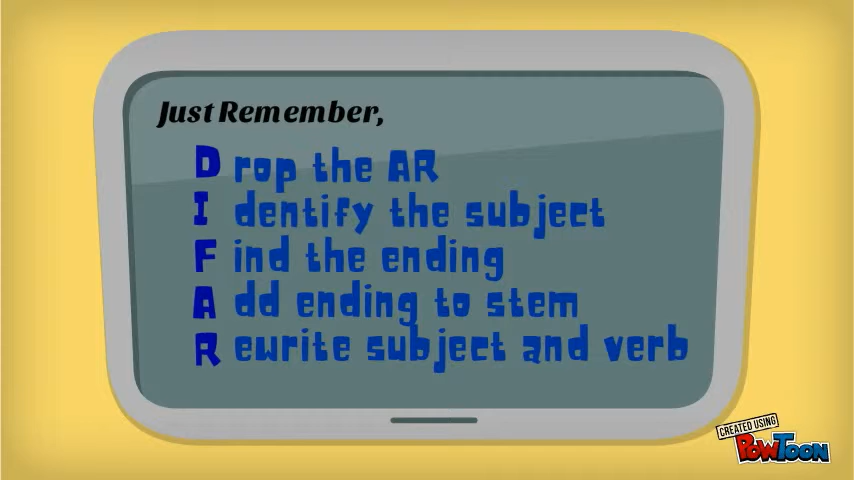 Just Remember,
D rop the AR
I dentify the subject
F ind the ending
A dd ending to stem
R ewrite subject and verb
CREATED USING
POWTOON